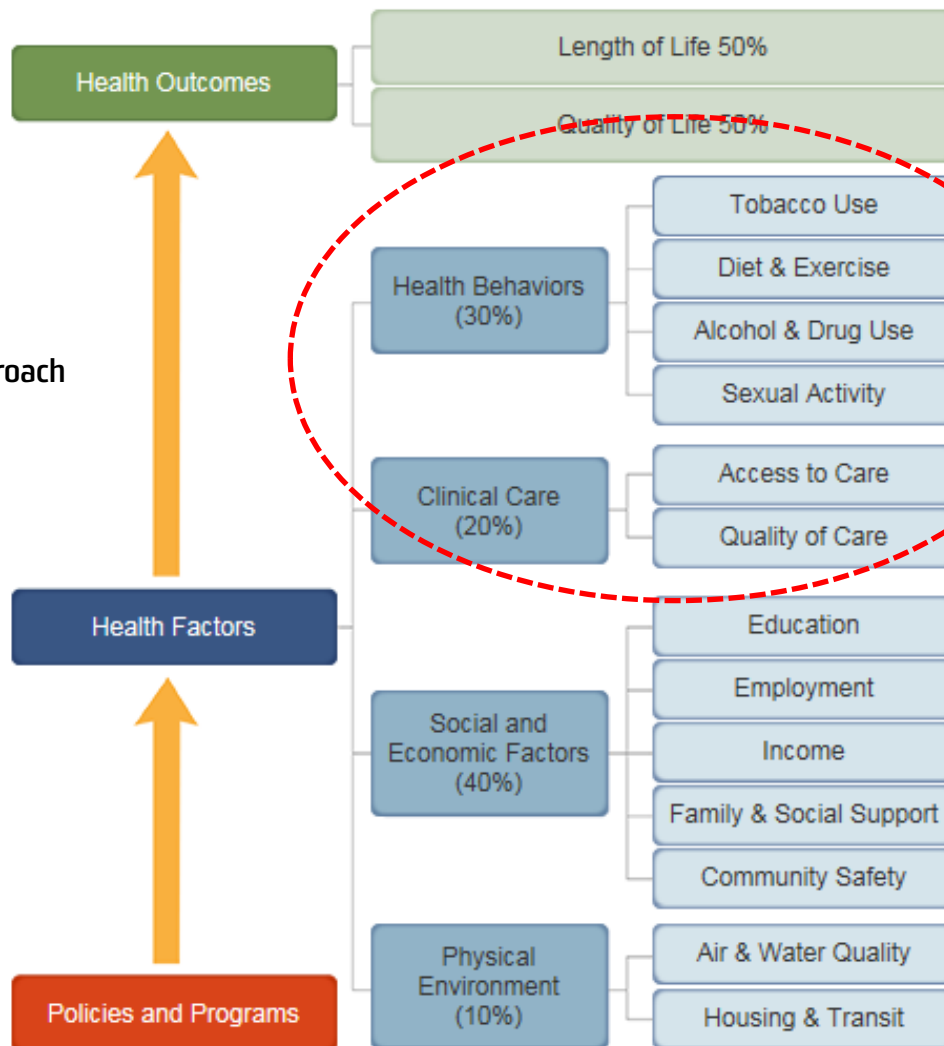 Health Outcomes
Length of Life 50%
Quality of Life 50%
roach
Health Behaviors
(30%)
Tobacco Use
Diet & Exercise
Alcohol & Drug Use
Sexual Activity
Clinical Care
(20%)
Access to Care
Quality of Care
Health Factors
Social and
Economic Factors
(40%)
Education
Employment
Income
Family & Social Support
Community Safety
Physical
Environment
(10%)
Air & Water Quality
Housing & Transit
Policies and Programs